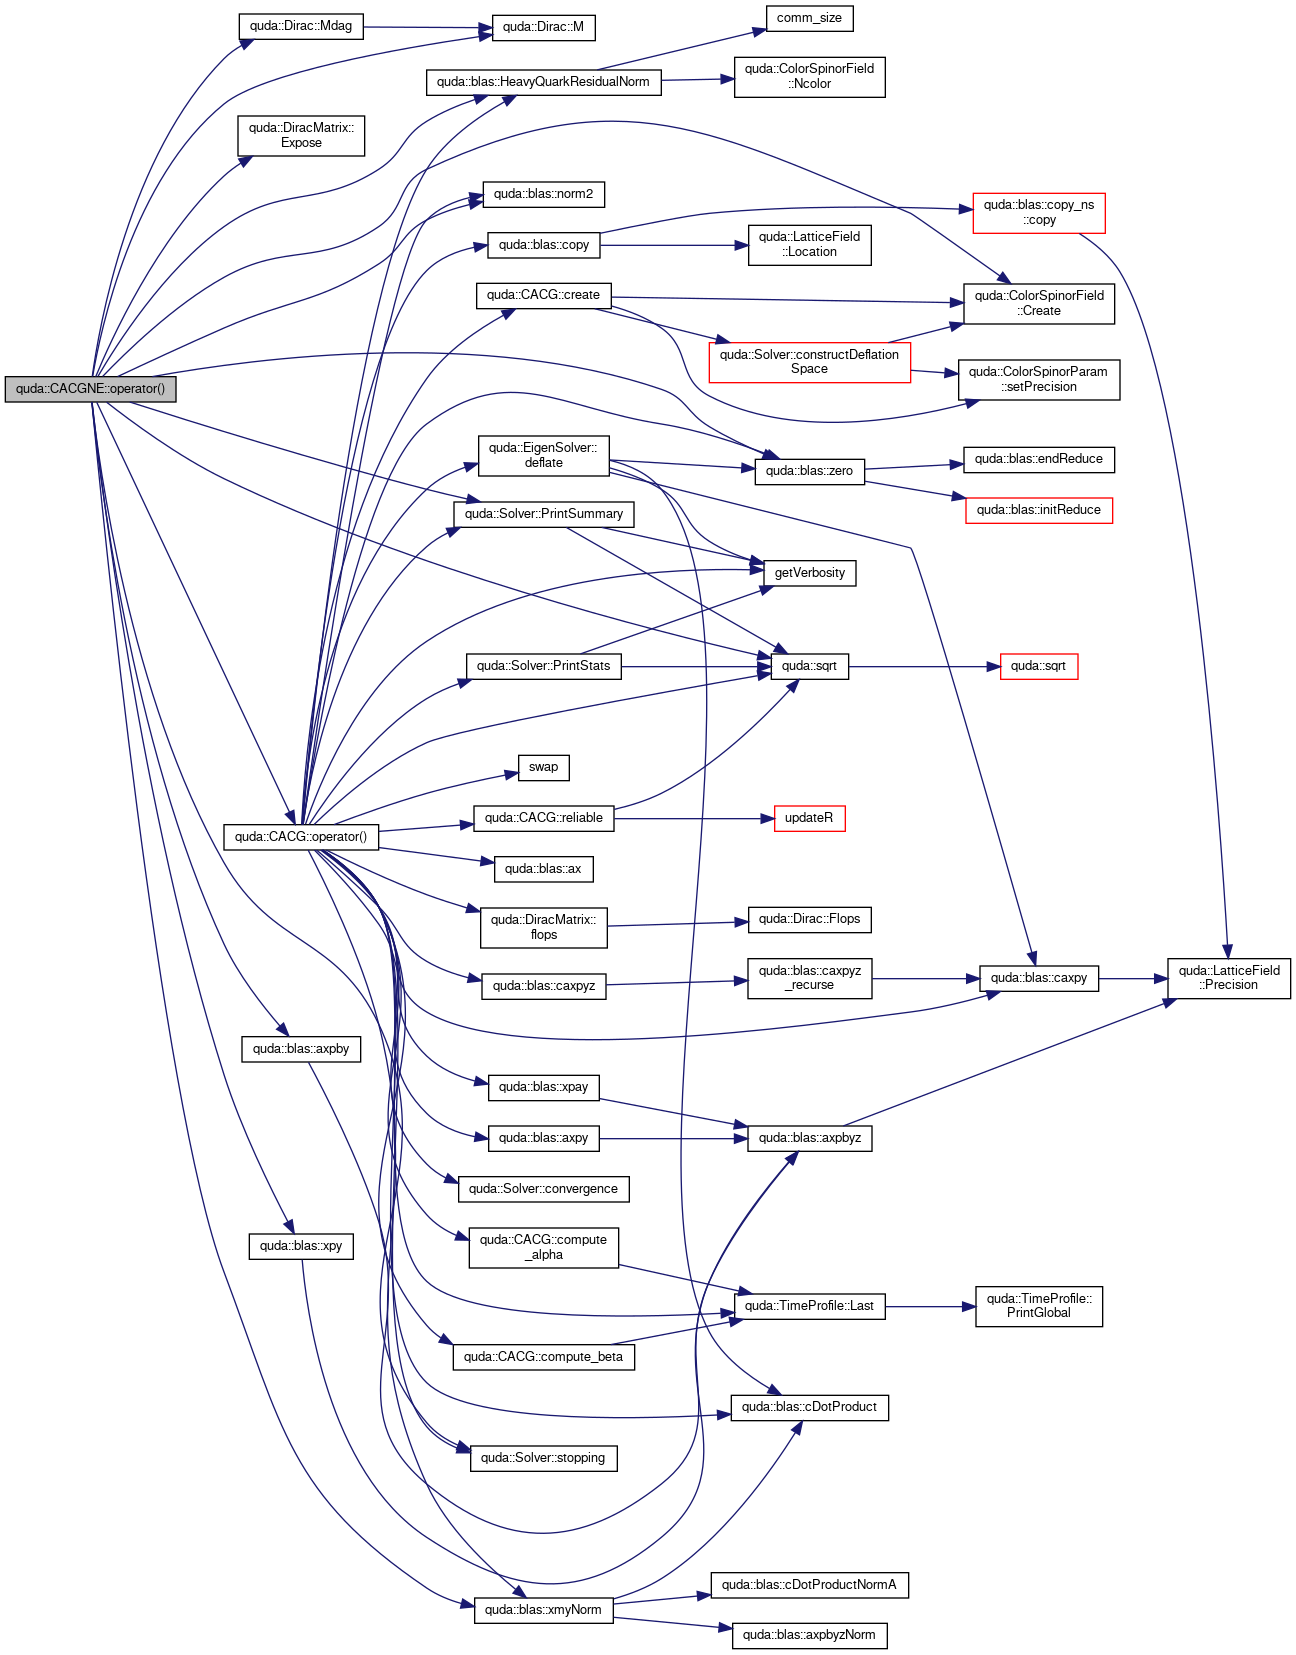 quda::CACGNE::operator()
quda::Dirac::Mdag
quda::Dirac::M
quda::DiracMatrix::
Expose
quda::blas::HeavyQuarkResidualNorm
comm_size
quda::ColorSpinorField
::Ncolor
quda::blas::norm2
quda::blas::copy
quda::blas::copy_ns
::copy
quda::LatticeField
::Location
quda::CACG::create
quda::ColorSpinorField
::Create
quda::Solver::constructDeflation
Space
quda::ColorSpinorParam
::setPrecision
quda::EigenSolver::
deflate
quda::blas::zero
quda::blas::endReduce
quda::blas::initReduce
quda::Solver::PrintSummary
getVerbosity
quda::Solver::PrintStats
quda::sqrt
quda::sqrt
swap
quda::CACG::operator()
quda::CACG::reliable
updateR
quda::blas::ax
quda::DiracMatrix::
flops
quda::Dirac::Flops
quda::blas::caxpyz
quda::blas::caxpyz
_recurse
quda::blas::caxpy
quda::LatticeField
::Precision
quda::blas::axpby
quda::blas::xpay
quda::blas::axpy
quda::blas::axpbyz
quda::Solver::convergence
quda::blas::xpy
quda::CACG::compute
_alpha
quda::TimeProfile::Last
quda::TimeProfile::
PrintGlobal
quda::CACG::compute_beta
quda::blas::cDotProduct
quda::Solver::stopping
quda::blas::xmyNorm
quda::blas::cDotProductNormA
quda::blas::axpbyzNorm